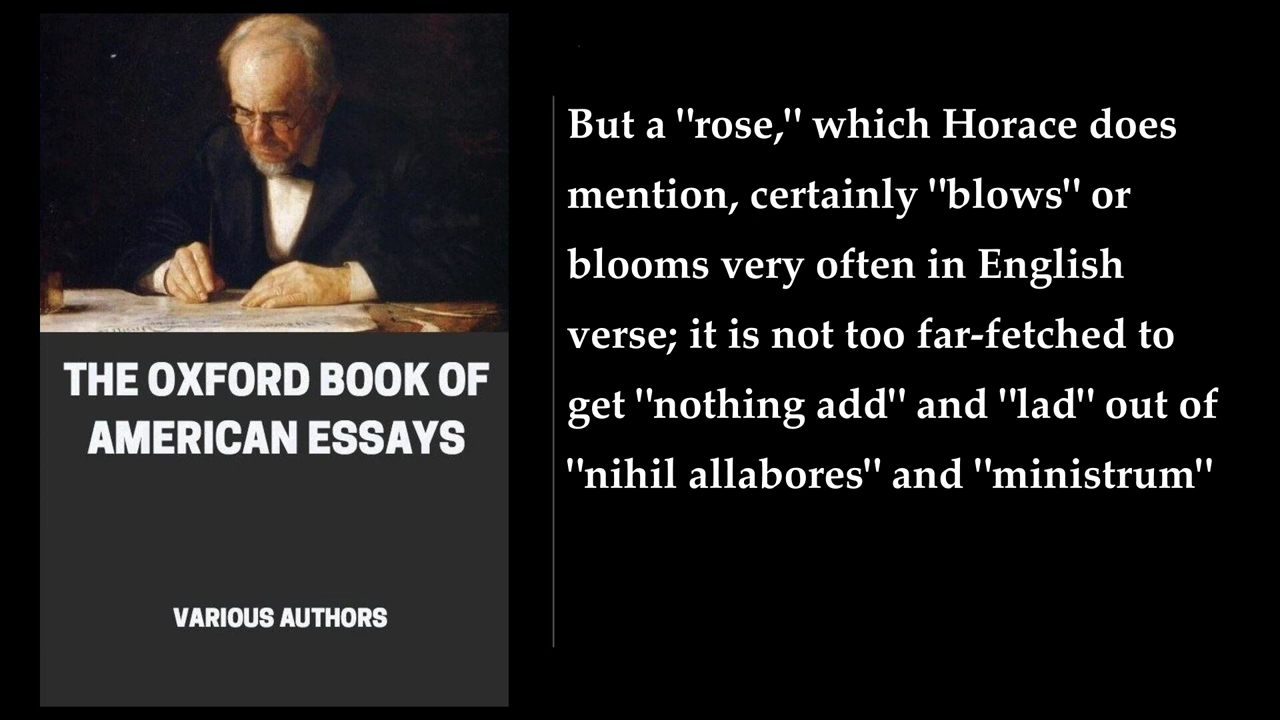 THE OXFORD BOOK OF
AMERICAN ESSAYS
VARIOUS AUTHORS
But a "rose," which Horace does
mention, certainly "blows" or
blooms very often in English
verse; it is not too far-fetched to
get "nothing add" and "lad" out of
"nihil allabores" and "ministrum"